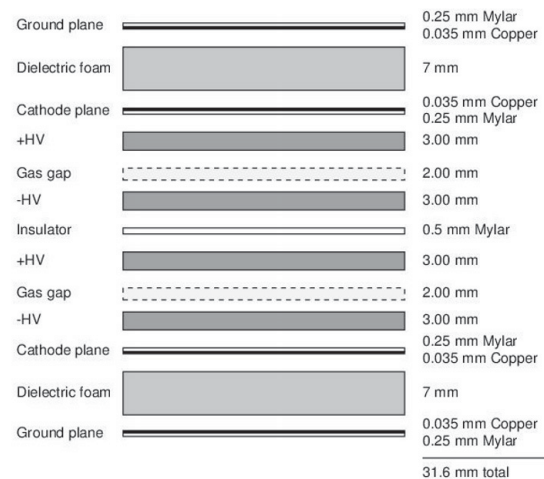 Ground plane 0.25 mm Mylar
0.035 mm Copper
Dielectric foam 7 mm
Cathode plane 0.035 mm Copper
0.25 mm Mylar
+HV 3.00 mm
Gas gap 2.00 mm
-HV 3.00 mm
Insulator 0.5 mm Mylar
+HV 3.00 mm
Gas gap 2.00 mm
-HV 3.00 mm
Cathode plane 0.25 mm Mylar
0.035 mm Copper
Dielectric foam 7 mm
Ground plane 0.035 mm Copper
0.25 mm Mylar
31.6 mm total